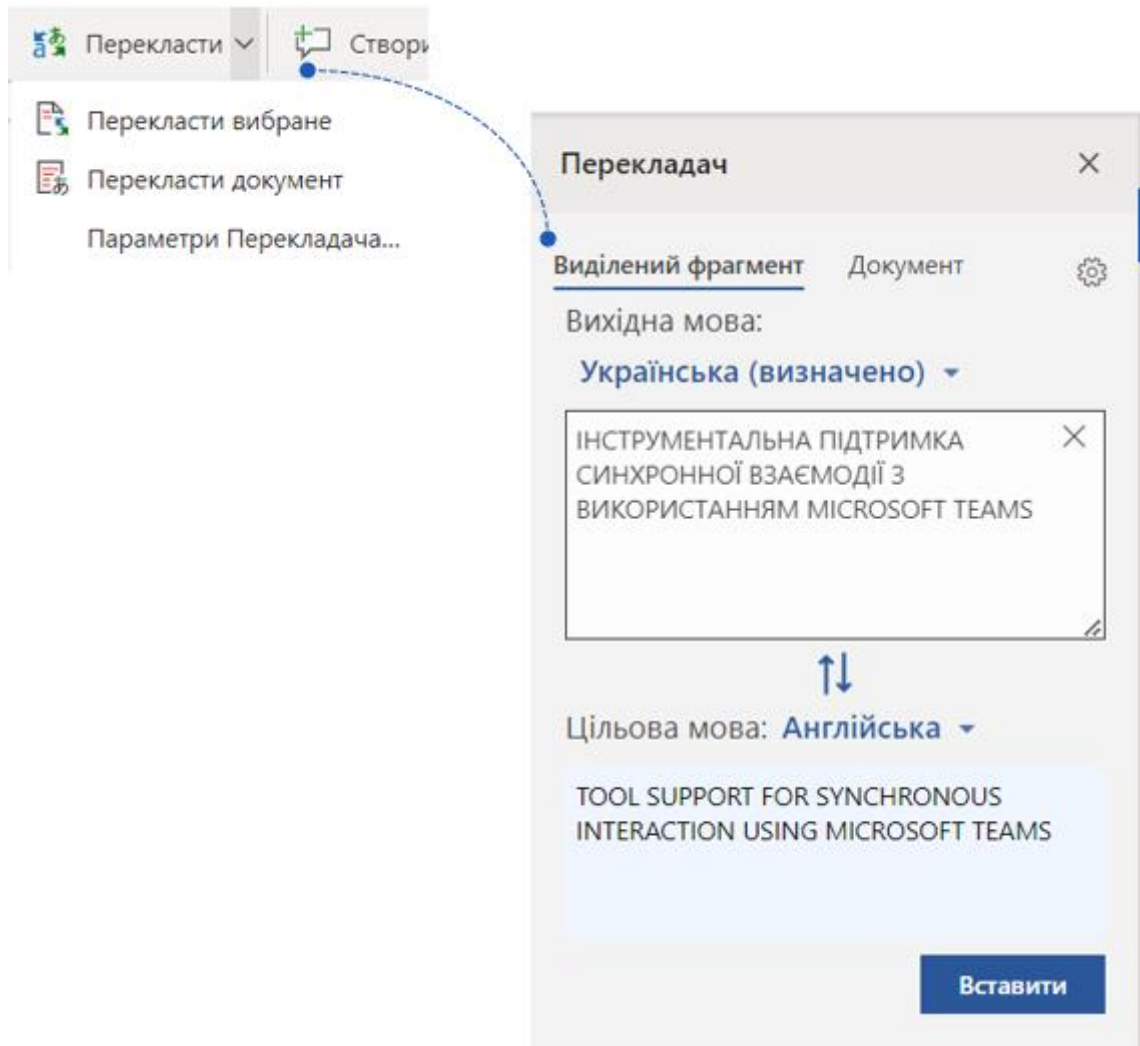 Перекласти Створи
Перекласти вибране
Перекласти документ
Параметри Перекладача...
Перекладач
Виділений фрагмент Документ
Вихідна мова:
Українська (визначено)
ІНСТРУМЕНТАЛЬНА ПІДТРИМКА
СИНХРОННОЇ ВЗАЄМОДІЇ З
ВИКОРИСТАННЯМ MICROSOFT TEAMS
Цільова мова: Англійська
TOOL SUPPORT FOR SYNCHRONOUS
INTERACTION USING MICROSOFT TEAMS
Вставити